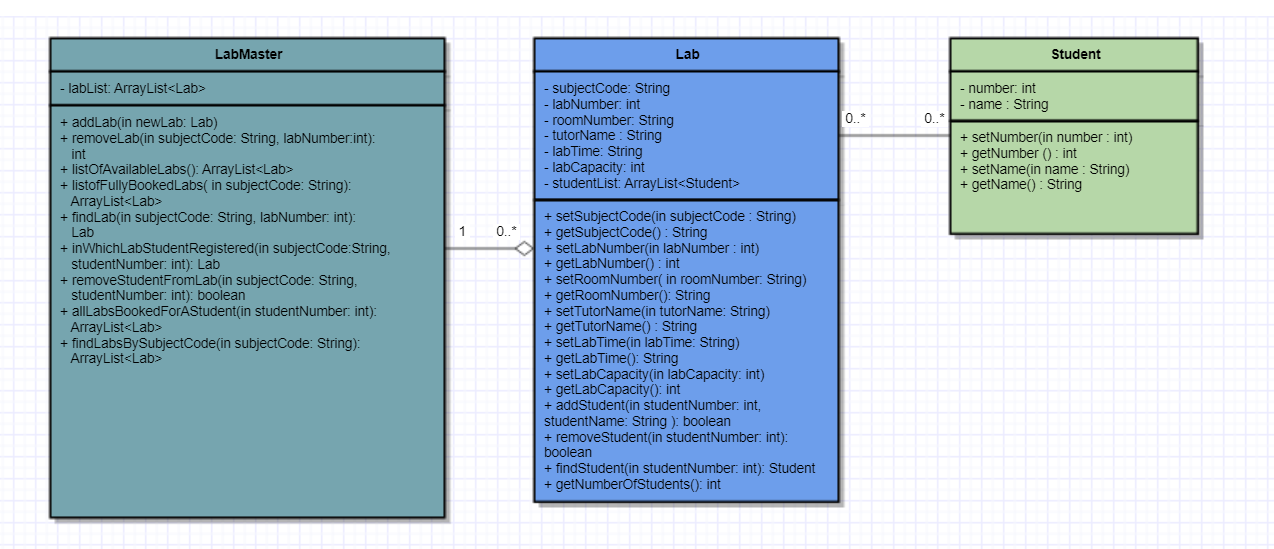 LabMaster
- labList: ArrayList<Lab>
+ addLab(in newLab: Lab)
+ removeLab(in subjectCode: String, labNumber:int):
int
+ listOfAvailableLabs(): ArrayList<Lab>
+ listofFullyBookedLabs( in subjectCode: String):
ArrayList<Lab>
+ findLab(in subjectCode: String, labNumber: int):
Lab
+ inWhichLabStudentRegistered(in subjectCode:String,
studentNumber: int): Lab
+ removeStudentFromLab(in subjectCode: String,
studentNumber: int): boolean
+ allLabsBookedForAStudent(in studentNumber: int):
ArrayList<Lab>
+ findLabsBySubjectCode(in subjectCode: String):
ArrayList<Lab>
1
0..*
Lab
- subjectCode: String
- labNumber: int
- roomNumber: String
- tutorName : String
- labTime: String
- labCapacity: int
- studentList: ArrayList<Student>
+ setSubjectCode(in subjectCode : String)
+ getSubjectCode() : String
+ setLabNumber(in labNumber : int)
+ getLabNumber() : int
+ setRoomNumber( in roomNumber: String)
+ getRoomNumber(): String
+ setTutorName(in tutorName: String)
+ getTutorName() : String
+ setLabTime(in labTime: String)
+ getLabTime(): String
+ setLabCapacity(in labCapacity: int)
+ getLabCapacity(): int
+ addStudent(in studentNumber: int,
studentName: String ): boolean
+ removeStudent(in studentNumber: int):
boolean
+ findStudent(in studentNumber: int): Student
+ getNumberOfStudents(): int
0..*
0..*
Student
- number: int
- name : String
+ setNumber(in number : int)
+ getNumber () : int
+ setName(in name : String)
+ getName() : String